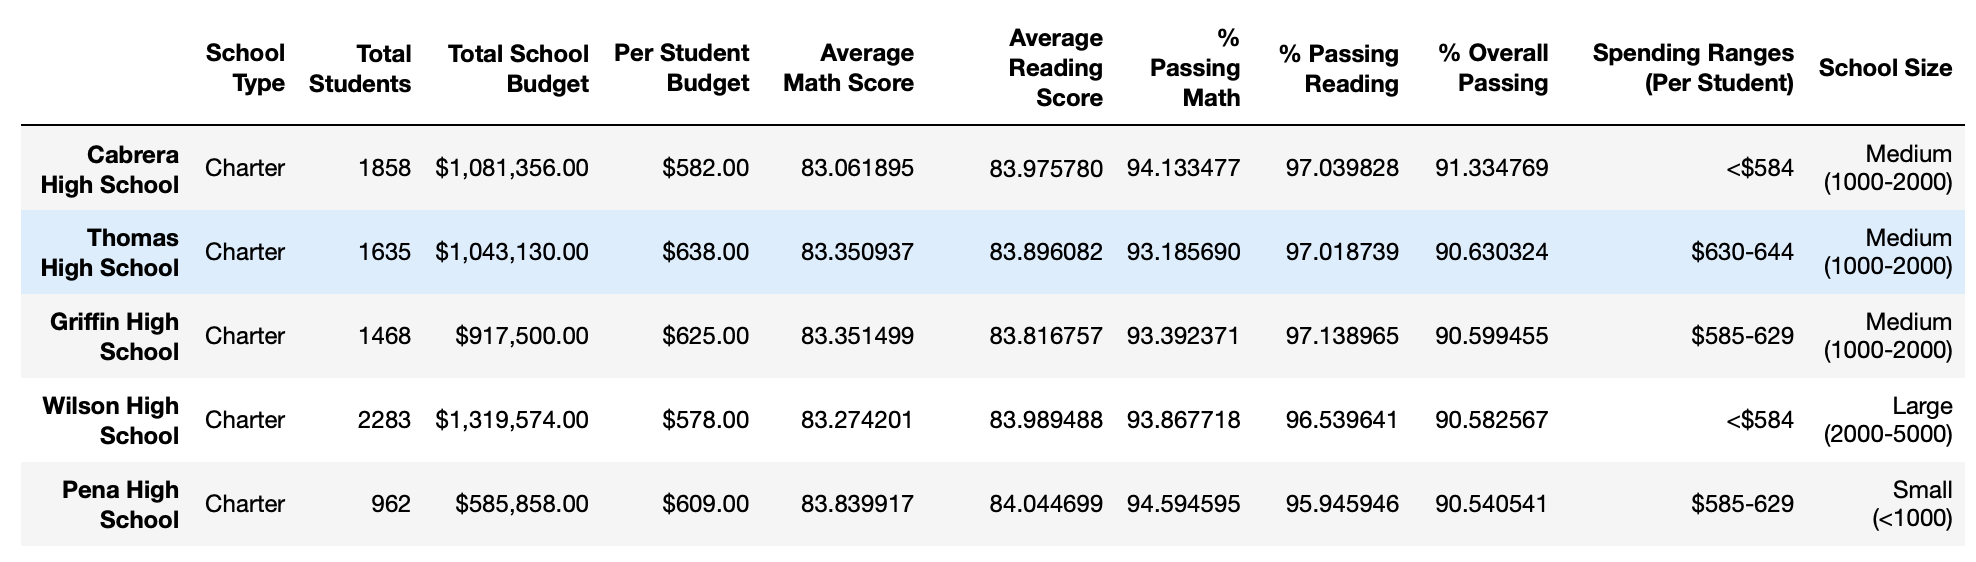 School Type Total Students Total School Budget Per Student Budget Average Math Score Average Reading Score % Passing Math % Passing Reading % Overall Passing Spending Ranges (Per Student) School Size
Cabrera High School Charter 1858 $1,081,356.00 $582.00 83.061895 83.975780 94.133477 97.039828 91.334769 <$584 Medium (1000-2000)
Thomas High School Charter 1635 $1,043,130.00 $638.00 83.350937 83.896082 93.185690 97.018739 90.630324 $630-644 Medium (1000-2000)
Griffin High School Charter 1468 $917,500.00 $625.00 83.351499 83.816757 93.392371 97.138965 90.599455 $585-629 Medium (1000-2000)
Wilson High School Charter 2283 $1,319,574.00 $578.00 83.274201 83.989488 93.867718 96.539641 90.582567 <$584 Large (2000-5000)
Pena High School Charter 962 $585,858.00 $609.00 83.839917 84.044699 94.594595 95.945946 90.540541 $585-629 Small (<1000)